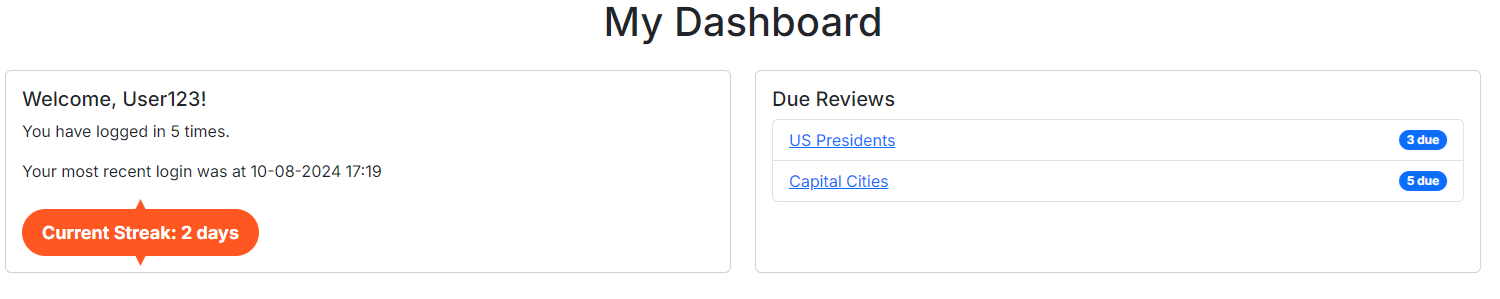 My Dashboard
Welcome, User123!
You have logged in 5 times.
Your most recent login was at 10-08-2024 17:19
Current Streak: 2 days
Due Reviews
US Presidents 3 due
Capital Cities 5 due